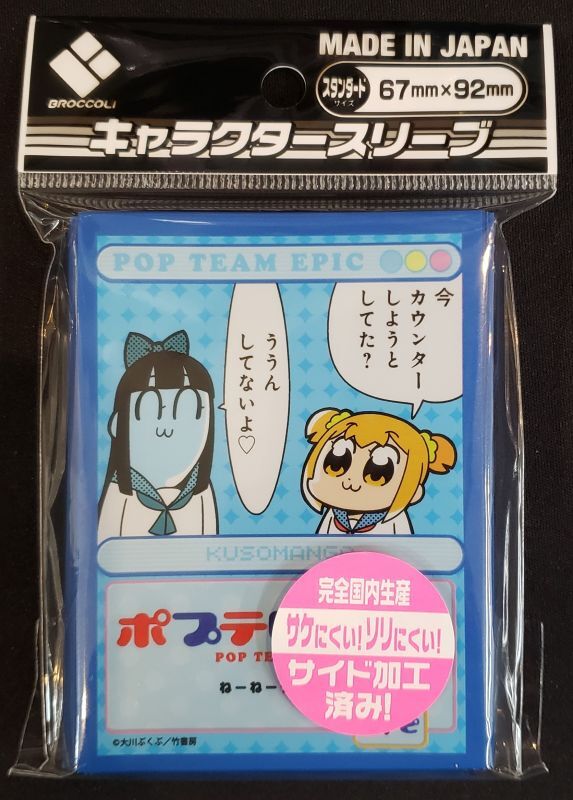 MADE IN JAPAN
BROCCOLI
スタンダード
サイズ
67mm×92mm
キャラクタースリーブ
POP TEAM EPIC
今
カウンター
しようと
してた?
ううん
してないよ♡
KUSOMANGA
ポプテ
POP TE
ねーねー
完全国内生産
サケにくい!ソリにくい!
サイド加工
済み!
©大川ぶくぶ/竹書房